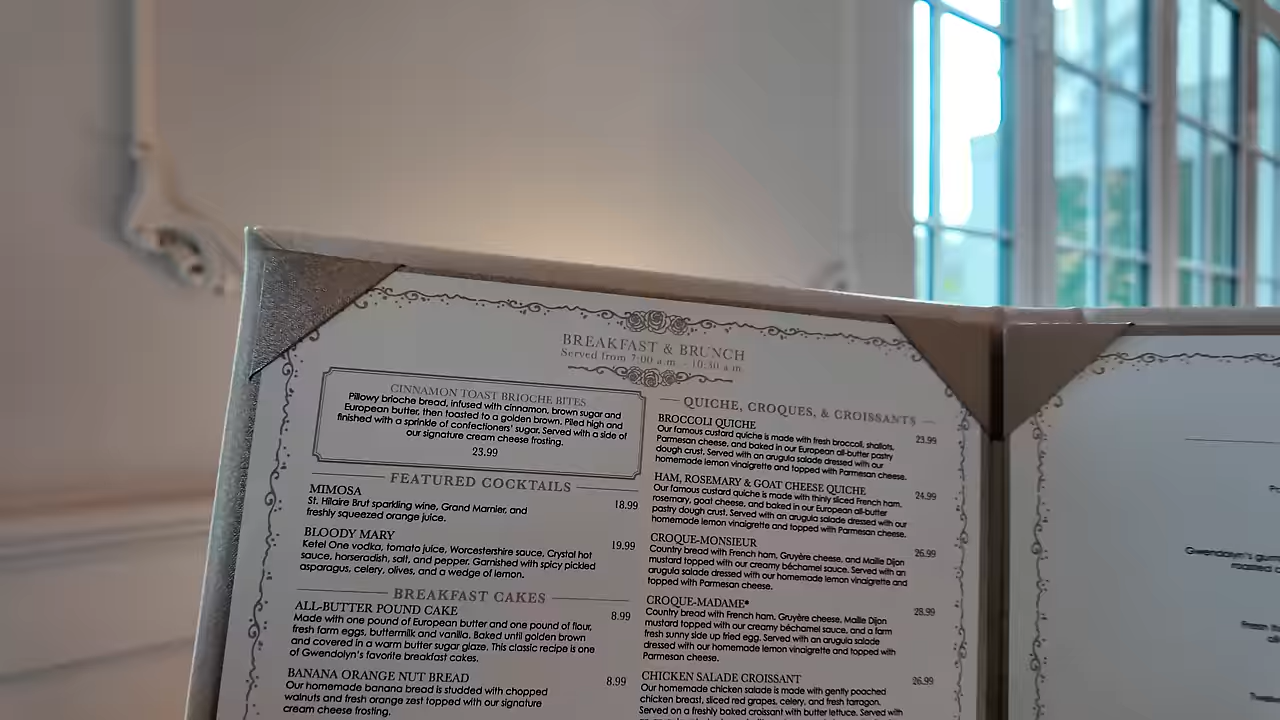 BREAKFAST & BRUNCH
Served from 7:00 a.m. - 10:30 a.m.
CINNAMON TOAST BRIOCHE BITES
Pillowy brioche bread, infused with cinnamon, brown sugar and
European butter, then toasted to a golden brown. Piled high and
finished with a sprinkle of confectioners' sugar. Served with a side of
our signature cream cheese frosting.
23.99
FEATURED COCKTAILS
MIMOSA 18.99
St. Hilaire Brut sparkling wine, Grand Marnier, and
freshly squeezed orange juice.
BLOODY MARY 19.99
Ketel One vodka, tomato juice, Worcestershire sauce, Crystal hot
sauce, horseradish, salt, and pepper. Garnished with spicy pickled
asparagus, celery, olives, and a wedge of lemon.
BREAKFAST CAKES
ALL-BUTTER POUND CAKE 8.99
Made with one pound of European butter and one pound of flour,
fresh farm eggs, buttermilk and vanilla. Baked until golden brown
and covered in a warm butter sugar glaze. This classic recipe is one
of Gwendolyn's favorite breakfast cakes.
BANANA ORANGE NUT BREAD 8.99
Our homemade banana bread is studded with chopped
walnuts and fresh orange zest topped with our signature
cream cheese frosting.
QUICHE, CROQUES, & CROISSANTS
BROCCOLI QUICHE 23.99
Our famous custard quiche is made with fresh broccoli, shallots,
Parmesan cheese, and baked in our European all-butter pastry
dough crust. Served with an arugula salade dressed with our
homemade lemon vinaigrette and topped with Parmesan cheese.
HAM, ROSEMARY & GOAT CHEESE QUICHE 24.99
Our famous custard quiche is made with thinly sliced French ham,
rosemary, goat cheese, and baked in our European all-butter
pastry dough crust. Served with an arugula salade dressed with our
homemade lemon vinaigrette and topped with Parmesan cheese.
CROQUE-MONSIEUR 26.99
Country bread with French ham, Gruyère cheese, and Maille Dijon
mustard topped with our creamy béchamel sauce. Served with an
arugula salade dressed with our homemade lemon vinaigrette and
topped with Parmesan cheese.
CROQUE-MADAME* 28.99
Country bread with French ham, Gruyère cheese, Maille Dijon
mustard topped with our creamy béchamel sauce, and a farm
fresh sunny side up fried egg. Served with an arugula salade
dressed with our homemade lemon vinaigrette and topped with
Parmesan cheese.
CHICKEN SALADE CROISSANT 26.99
Our homemade chicken salade is made with gently poached
chicken breast, sliced red grapes, celery, and fresh tarragon.
Served on a freshly baked croissant with butter lettuce. Served with
Gwendolyn's